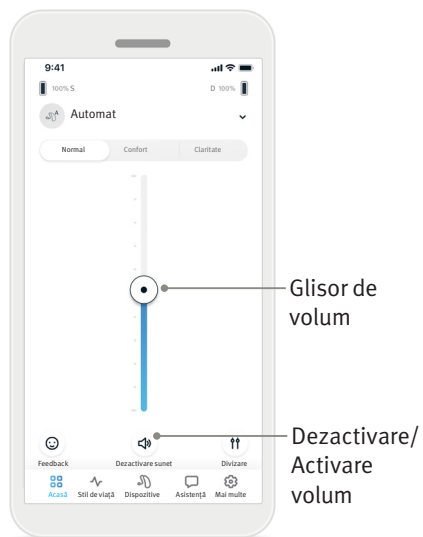 9:41
100% S
D 100%
Automat
Normal Confort Claritate
Glisor de
volum
Feedback Dezactivare sunet Divizare
Dezactivare/
Activare
volum
Acasă Stil de viață Dispozitive Asistență Mai multe